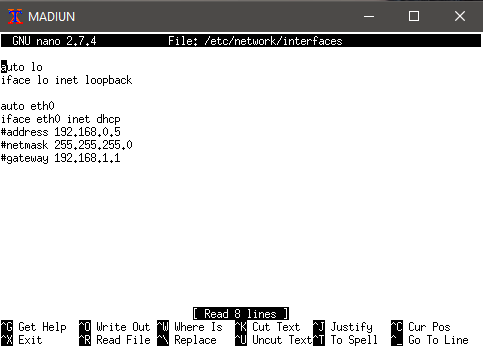 MADIUN
GNU nano 2.7.4 File: /etc/network/interfaces
auto lo
iface lo inet loopback
auto eth0
iface eth0 inet dhcp
#address 192.168.0.5
#netmask 255.255.255.0
#gateway 192.168.1.1
[ Read 8 lines ]
^G Get Help ^O Write Out ^W Where Is ^K Cut Text ^J Justify ^C Cur Pos
^X Exit ^R Read File ^\ Replace ^U Uncut Text ^T To Spell ^_ Go To Line